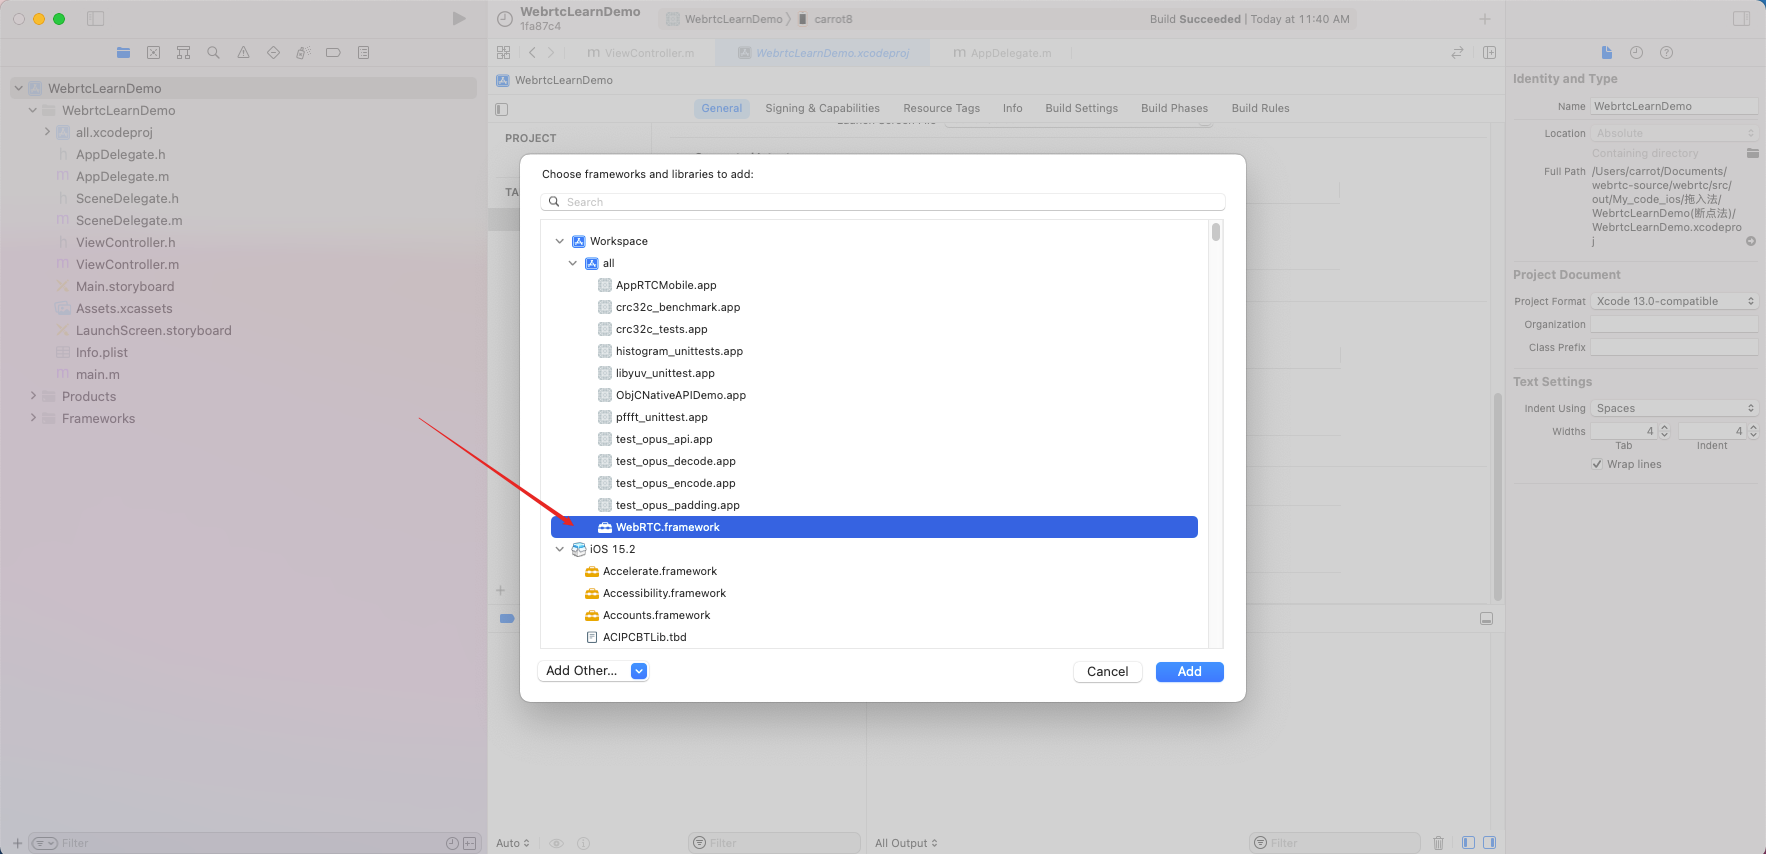 WebrtcLearnDemo
1fa87c4
WebrtcLearnDemo 〉 carrot8
Build Succeeded | Today at 11:40 AM
ViewController.m
WebrtcLearnDemo.xcodeproj
AppDelegate.m
WebrtcLearnDemo
General
Signing & Capabilities
Resource Tags
Info
Build Settings
Build Phases
Build Rules
PROJECT
TA
WebrtcLearnDemo
WebrtcLearnDemo
all.xcodeproj
AppDelegate.h
AppDelegate.m
SceneDelegate.h
SceneDelegate.m
ViewController.h
ViewController.m
Main.storyboard
Assets.xcassets
LaunchScreen.storyboard
Info.plist
main.m
Products
Frameworks
Filter
Choose frameworks and libraries to add:
Search
Workspace
all
AppRTCMobile.app
crc32c_benchmark.app
crc32c_tests.app
histogram_unittests.app
libyuv_unittest.app
ObjCNativeAPIDemo.app
pffft_unittest.app
test_opus_api.app
test_opus_decode.app
test_opus_encode.app
test_opus_padding.app
WebRTC.framework
iOS 15.2
Accelerate.framework
Accessibility.framework
Accounts.framework
ACIPCBTLib.tbd
Add Other...
Cancel
Add
Auto
Filter
All Output
Filter
Identity and Type
Name WebrtcLearnDemo
Location Absolute
Containing directory
Full Path /Users/carrot/Documents/
webrtc-source/webrtc/src/
out/My_code_ios/拖入法/
WebrtcLearnDemo(断点法)/
WebrtcLearnDemo.xcodepro
j
Project Document
Project Format Xcode 13.0-compatible
Organization
Class Prefix
Text Settings
Indent Using Spaces
Widths 4 4
Tab Indent
Wrap lines